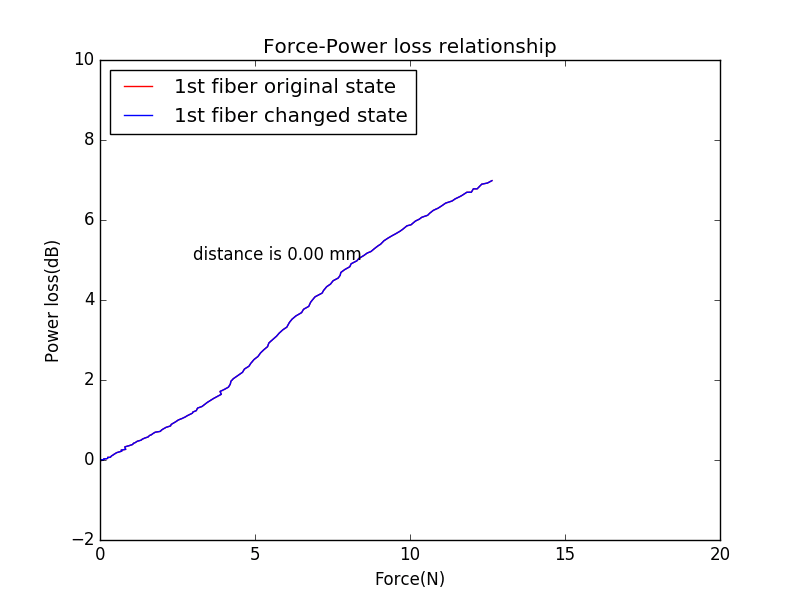 Force-Power loss relationship
1st fiber original state
1st fiber changed state
distance is 0.00 mm
Power loss(dB)
10
8
6
4
2
0
−2
0 5 10 15 20
Force(N)